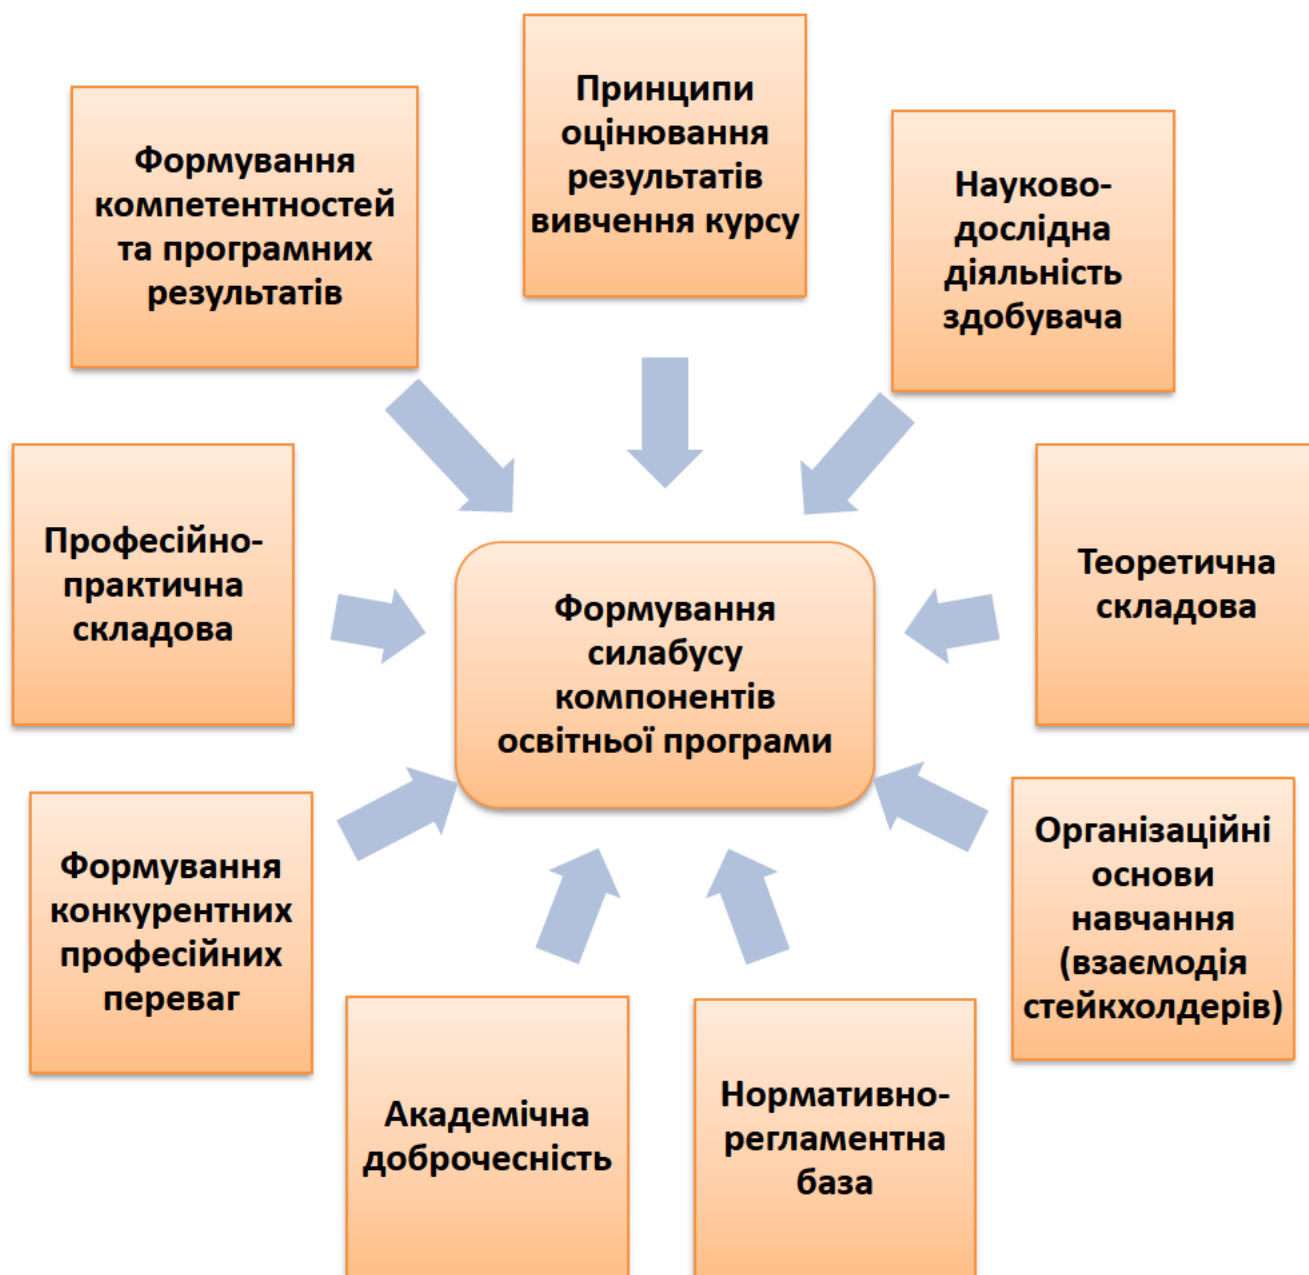 Принципи
оцінювання
результатів
вивчення курсу
Формування
компетентностей
та програмних
результатів
Науково-
дослідна
діяльність
здобувача
Професійно-
практична
складова
Теоретична
складова
Формування
силабусу
компонентів
освітньої програми
Формування
конкурентних
професійних
переваг
Організаційні
основи
навчання
(взаємодія
стейкхолдерів)
Академічна
доброчесність
Нормативно-
регламентна
база